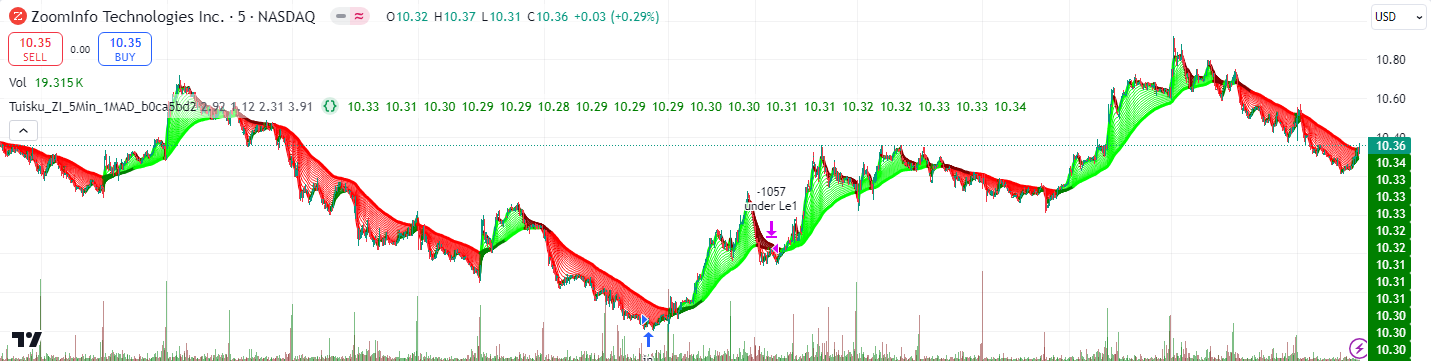 ZoomInfo Technologies Inc. · 5 · NASDAQ O10.32 H10.37 L10.31 C10.36 +0.03 (+0.29%)
USD
10.35 SELL 0.00 10.35 BUY
Vol 19.315K
Tuisku_ZI_5Min_1MAD_b0ca5bd2 2.92 1.12 2.31 3.91 {} 10.33 10.31 10.30 10.29 10.29 10.28 10.29 10.29 10.29 10.30 10.30 10.31 10.31 10.32 10.32 10.33 10.33 10.34
-1057
under Le1
10.80
10.60
10.40
10.36
10.34
10.33
10.33
10.33
10.32
10.32
10.31
10.31
10.31
10.30
10.30
10.30